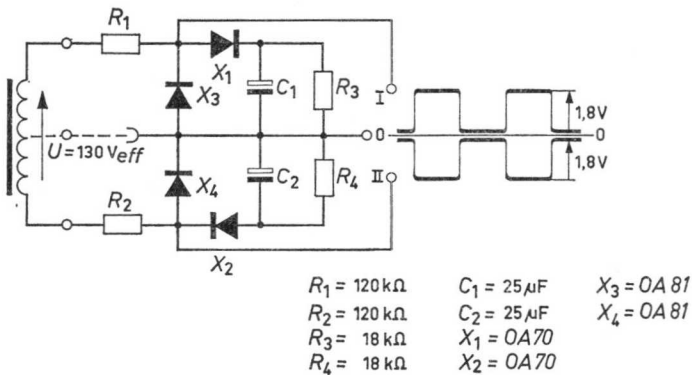 R1
X1
C1
R3
X3
I
1,8V
U = 130 Veff
0
0
1,8V
X4
C2
R4
II
R2
X2
R1 = 120 kΩ C1 = 25 µF X3 = OA 81
R2 = 120 kΩ C2 = 25 µF X4 = OA 81
R3 = 18 kΩ X1 = OA70
R4 = 18 kΩ X2 = OA70